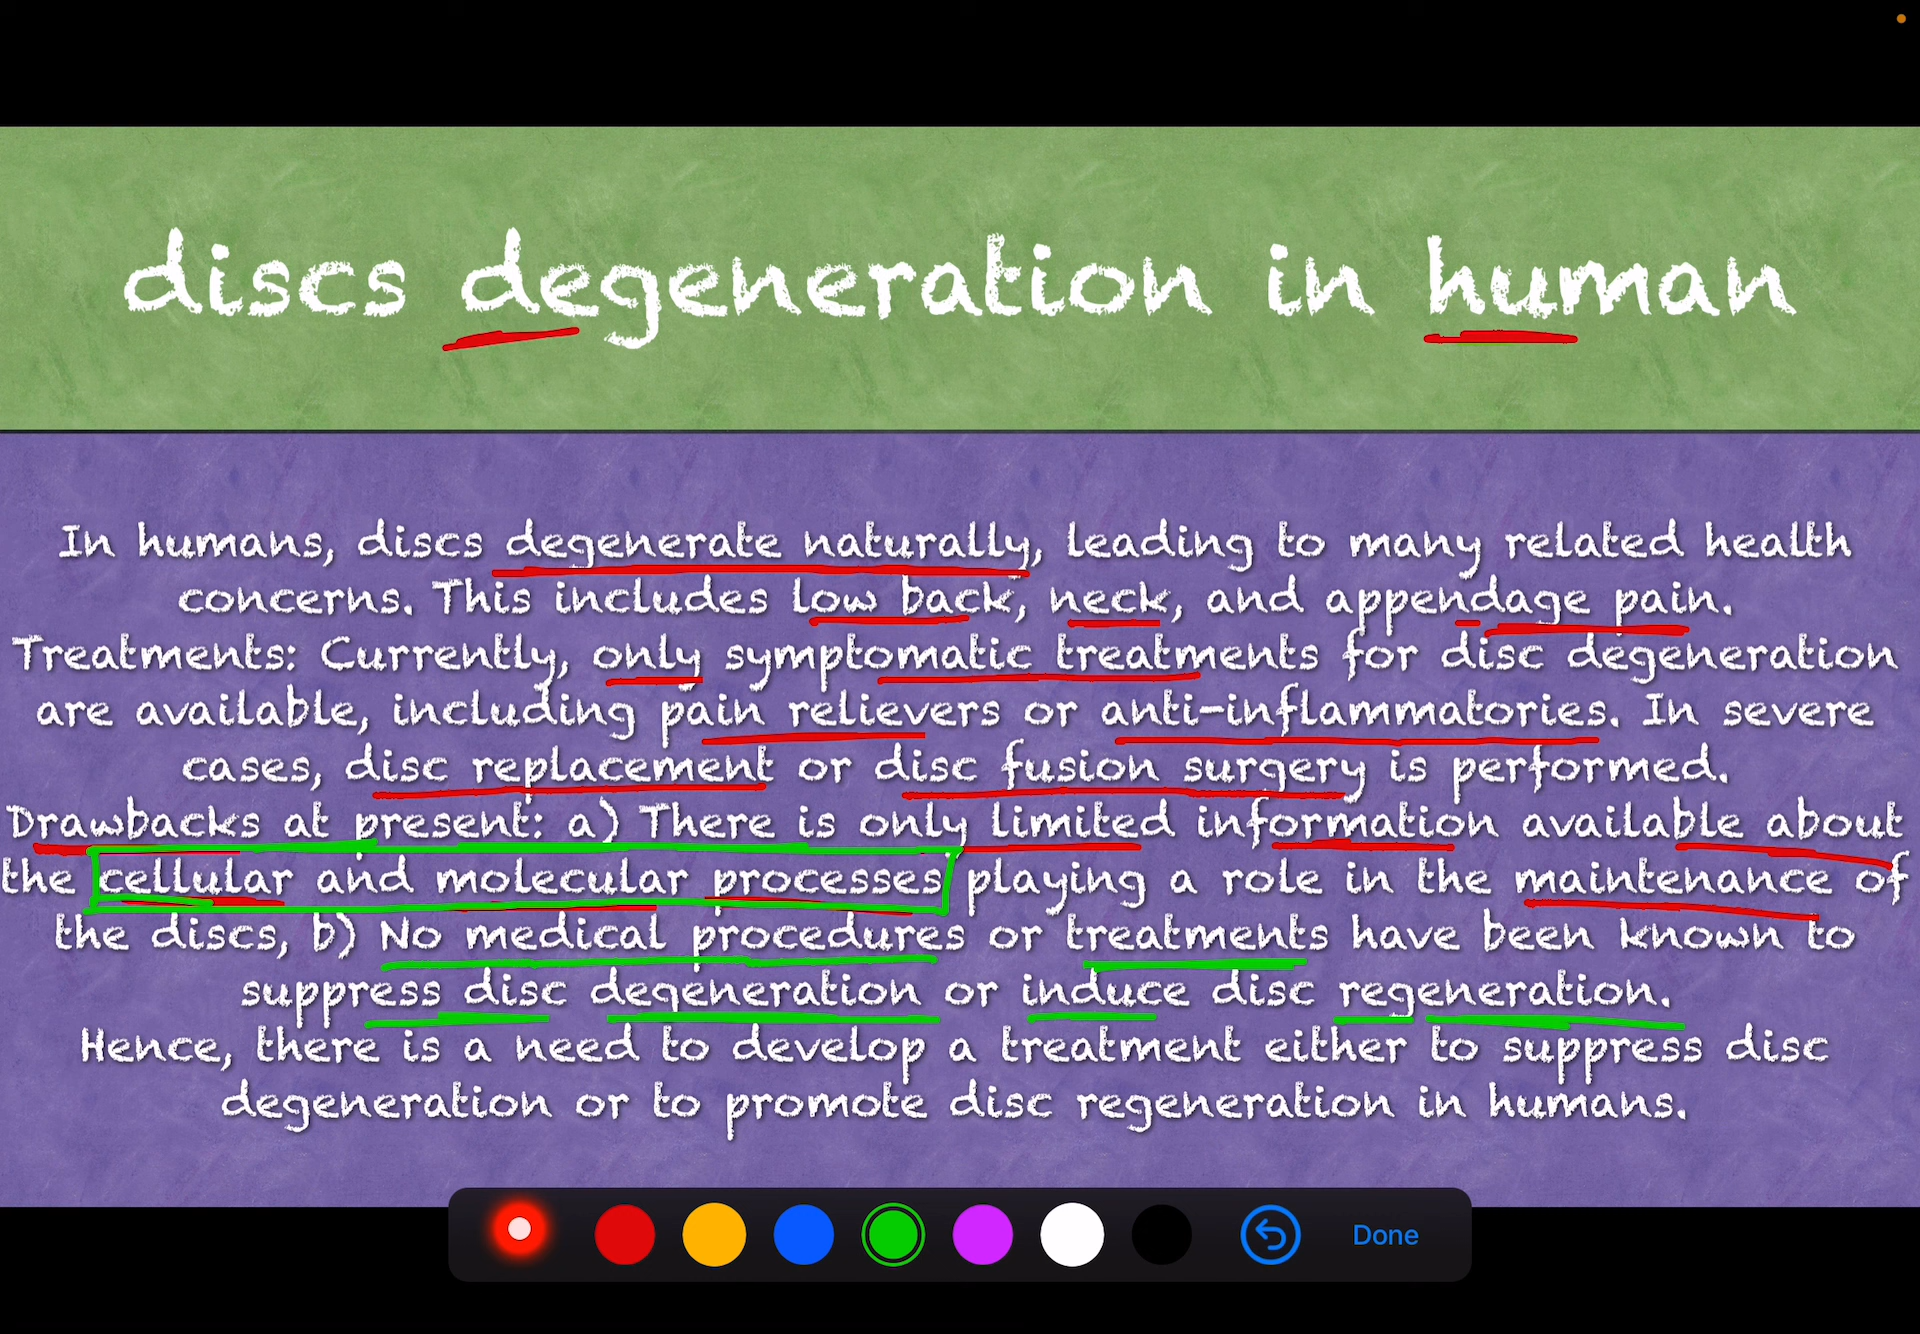 discs degeneration in human
In humans, discs degenerate naturally, leading to many related health
concerns. This includes low back, neck, and appendage pain.
Treatments: Currently, only symptomatic treatments for disc degeneration
are available, including pain relievers or anti-inflammatories. In severe
cases, disc replacement or disc fusion surgery is performed.
Drawbacks at present: a) There is only limited information available about
the cellular and molecular processes playing a role in the maintenance of
the discs, b) No medical procedures or treatments have been known to
suppress disc degeneration or induce disc regeneration.
Hence, there is a need to develop a treatment either to suppress disc
degeneration or to promote disc regeneration in humans.
Done